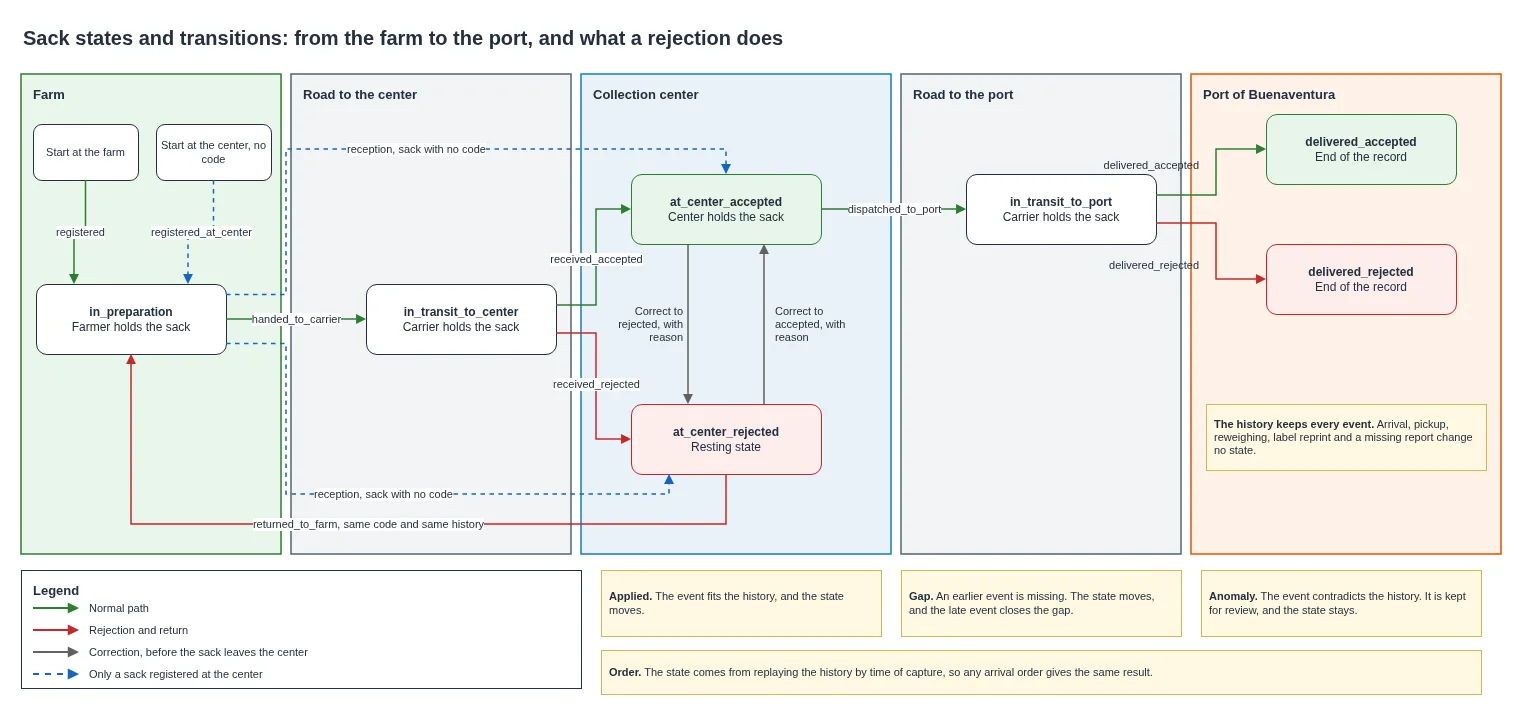 Sack states and transitions: from the farm to the port, and what a rejection does
Farm
Road to the center
Collection center
Road to the port
Port of Buenaventura
Start at the farm
Start at the center, no
code
registered
registered_at_center
in_preparation
Farmer holds the sack
reception, sack with no code
handed_to_carrier
in_transit_to_center
Carrier holds the sack
received_accepted
received_rejected
at_center_accepted
Center holds the sack
Correct to
rejected, with
reason
Correct to
accepted, with
reason
at_center_rejected
Resting state
reception, sack with no code
returned_to_farm, same code and same history
dispatched_to_port
in_transit_to_port
Carrier holds the sack
delivered_accepted
delivered_rejected
delivered_accepted
End of the record
delivered_rejected
End of the record
The history keeps every event. Arrival, pickup,
reweighing, label reprint and a missing report change
no state.
Legend
Normal path
Rejection and return
Correction, before the sack leaves the center
Only a sack registered at the center
Applied. The event fits the history, and the state
moves.
Gap. An earlier event is missing. The state moves,
and the late event closes the gap.
Anomaly. The event contradicts the history. It is kept
for review, and the state stays.
Order. The state comes from replaying the history by time of capture, so any arrival order gives the same result.